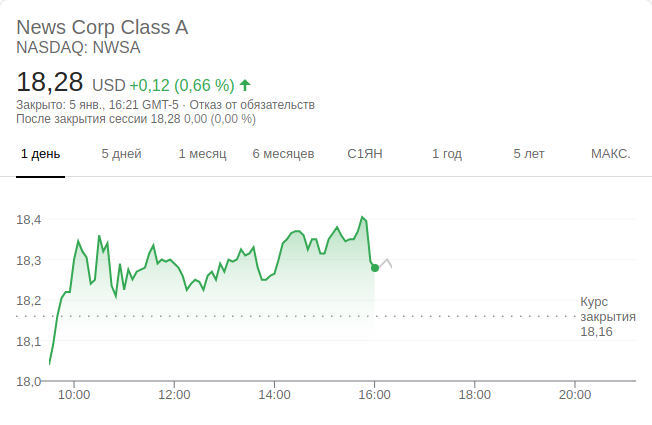 News Corp Class A
NASDAQ: NWSA
18,28 USD +0,12 (0,66 %)
Закрыто: 5 янв., 16:21 GMT-5 · Отказ от обязательств
После закрытия сессии 18,28 0,00 (0,00 %)
1 день 5 дней 1 месяц 6 месяцев С1ЯН 1 год 5 лет МАКС.
18,4
18,3
18,2
18,1
18,0
Курс
закрытия
18,16
10:00 12:00 14:00 16:00 18:00 20:00